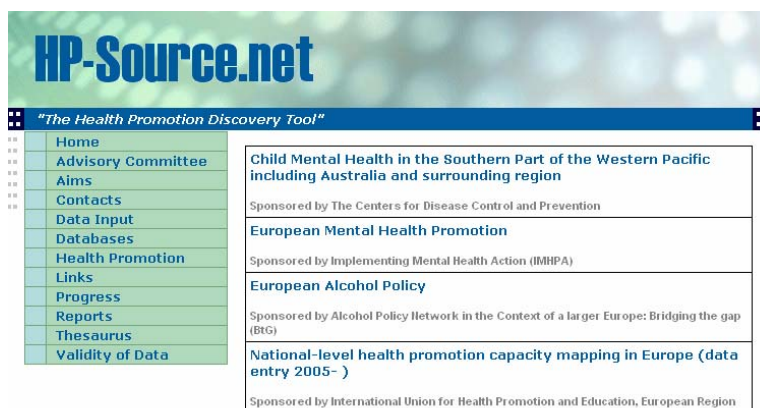 HP-Source.net
"The Health Promotion Discovery Tool"
Home
Advisory Committee
Aims
Contacts
Data Input
Databases
Health Promotion
Links
Progress
Reports
Thesaurus
Validity of Data
Child Mental Health in the Southern Part of the Western Pacific
including Australia and surrounding region
Sponsored by The Centers for Disease Control and Prevention
European Mental Health Promotion
Sponsored by Implementing Mental Health Action (IMHPA)
European Alcohol Policy
Sponsored by Alcohol Policy Network in the Context of a larger Europe: Bridging the gap
(BtG)
National-level health promotion capacity mapping in Europe (data
entry 2005- )
Sponsored by International Union for Health Promotion and Education, European Region